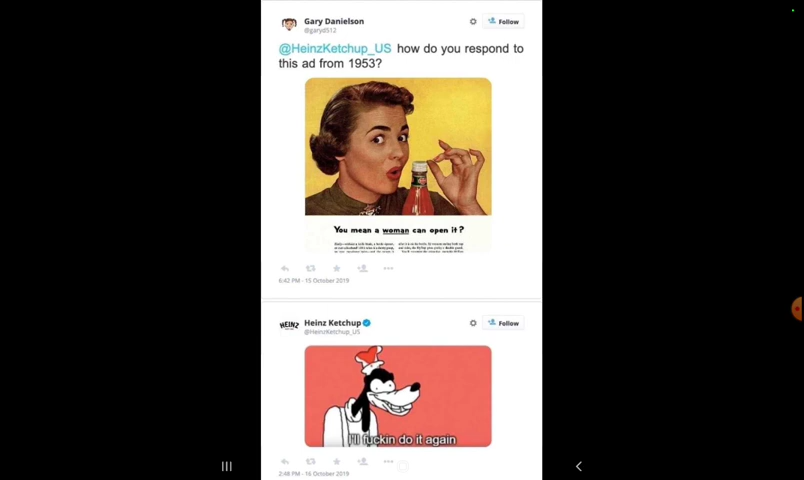 Gary Danielson
Follow
@garyd512
@HeinzKetchup_US how do you respond to
this ad from 1953?
You mean a woman can open it?
6:42 PM - 15 October 2019
HEINZ
Heinz Ketchup
Follow
@HeinzKetchup_US
I'll fuckin do it again
2:48 PM - 16 October 2019